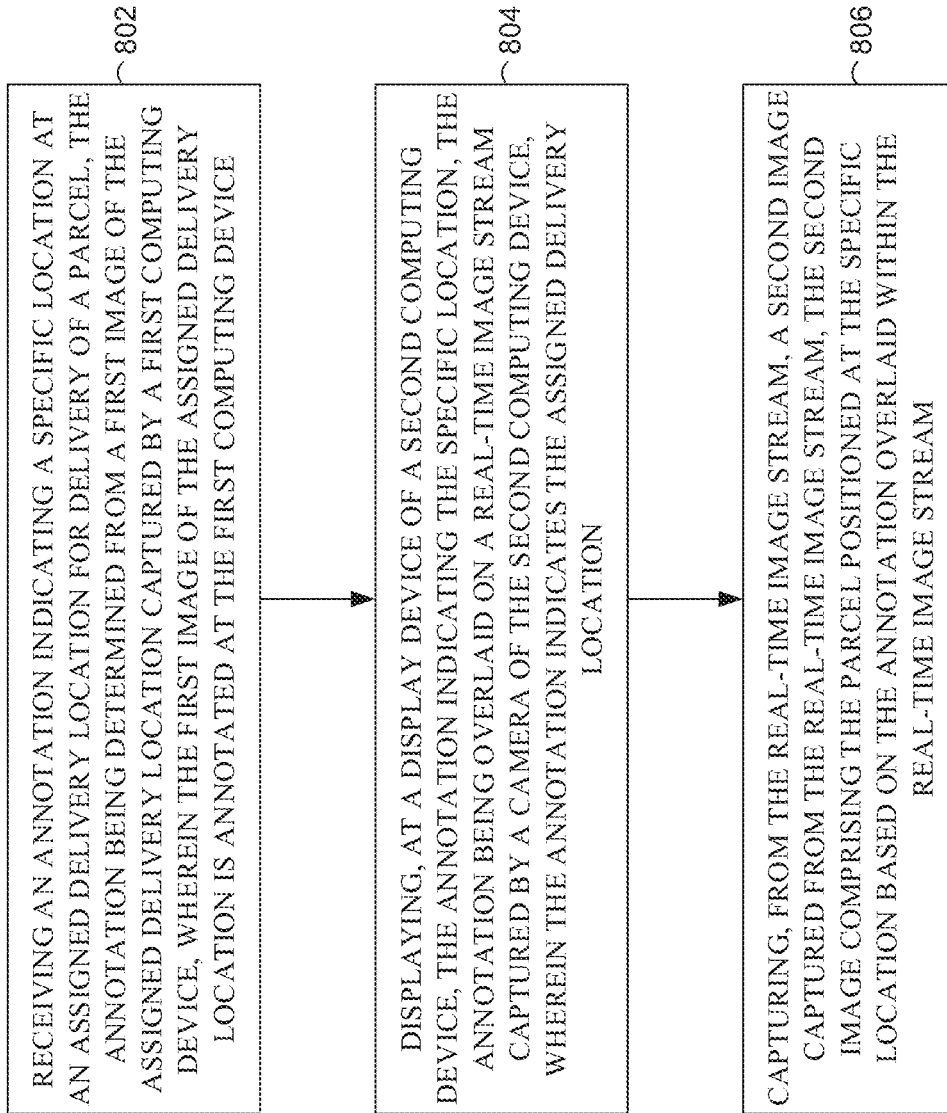 RECEIVING AN ANNOTATION INDICATING A SPECIFIC LOCATION AT
AN ASSIGNED DELIVERY LOCATION FOR DELIVERY OF A PARCEL, THE
ANNOTATION BEING DETERMINED FROM A FIRST IMAGE OF THE
ASSIGNED DELIVERY LOCATION CAPTURED BY A FIRST COMPUTING
DEVICE, WHEREIN THE FIRST IMAGE OF THE ASSIGNED DELIVERY
LOCATION IS ANNOTATED AT THE FIRST COMPUTING DEVICE
802
DISPLAYING, AT A DISPLAY DEVICE OF A SECOND COMPUTING
DEVICE, THE ANNOTATION INDICATING THE SPECIFIC LOCATION, THE
ANNOTATION BEING OVERLAID ON A REAL-TIME IMAGE STREAM
CAPTURED BY A CAMERA OF THE SECOND COMPUTING DEVICE,
WHEREIN THE ANNOTATION INDICATES THE ASSIGNED DELIVERY
LOCATION
804
CAPTURING, FROM THE REAL-TIME IMAGE STREAM, A SECOND IMAGE
CAPTURED FROM THE REAL-TIME IMAGE STREAM, THE SECOND
IMAGE COMPRISING THE PARCEL POSITIONED AT THE SPECIFIC
LOCATION BASED ON THE ANNOTATION OVERLAID WITHIN THE
REAL-TIME IMAGE STREAM
806